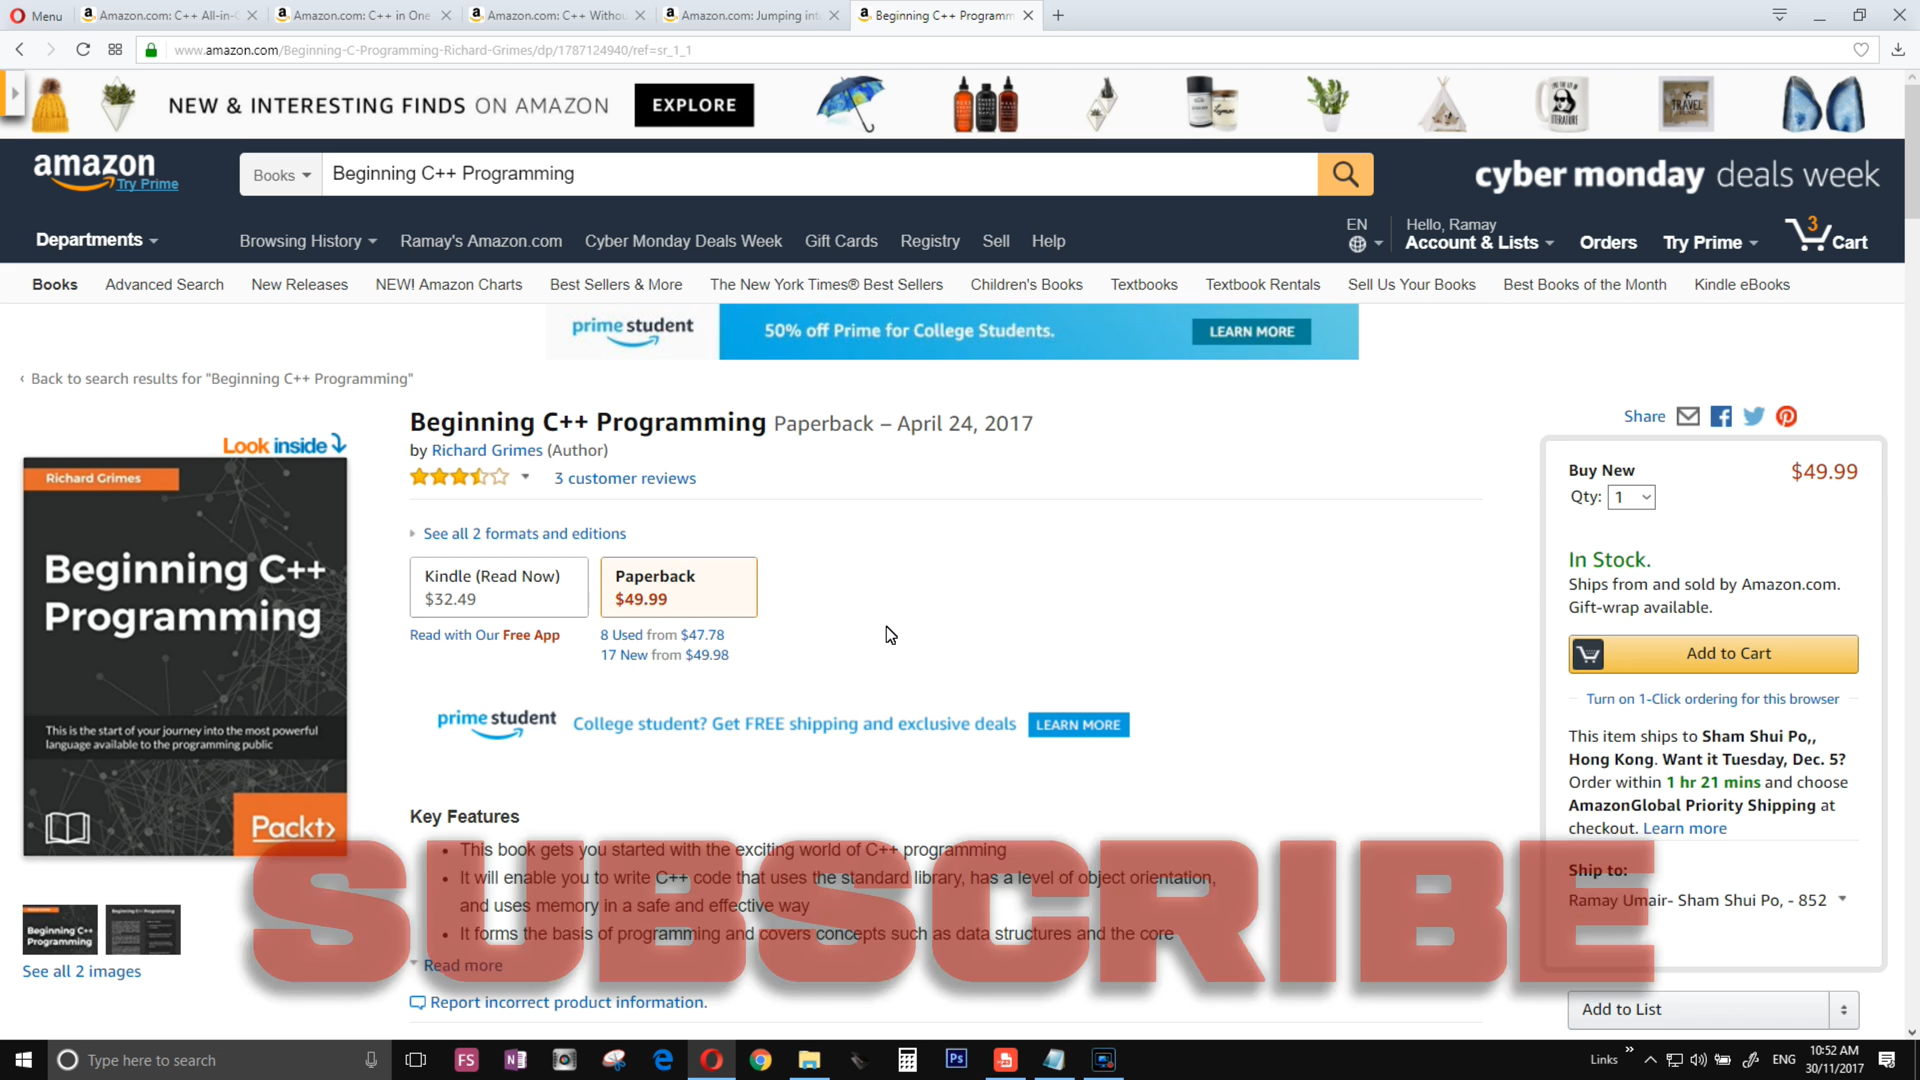 Menu
Amazon.com: C++ All-in-
Amazon.com: C++ in One
Amazon.com: C++ Withou
Amazon.com: Jumping int
Beginning C++ Programm
www.amazon.com/Beginning-C-Programming-Richard-Grimes/dp/1787124940/ref=sr_1_1
NEW & INTERESTING FINDS ON AMAZON
EXPLORE
LITERATURE
TRAVEL
amazon
Try Prime
Books
Beginning C++ Programming
cyber monday deals week
Departments
Browsing History
Ramay's Amazon.com
Cyber Monday Deals Week
Gift Cards
Registry
Sell
Help
EN
Hello, Ramay
Account & Lists
Orders
Try Prime
3
Cart
Books
Advanced Search
New Releases
NEW! Amazon Charts
Best Sellers & More
The New York Times® Best Sellers
Children's Books
Textbooks
Textbook Rentals
Sell Us Your Books
Best Books of the Month
Kindle eBooks
prime student
50% off Prime for College Students.
LEARN MORE
‹ Back to search results for "Beginning C++ Programming"
Look inside
Richard Grimes
Beginning C++
Programming
This is the start of your journey into the most powerful
language available to the programming public
Packt>
Beginning C++
Programming
See all 2 images
Beginning C++ Programming Paperback – April 24, 2017
by Richard Grimes (Author)
3 customer reviews
See all 2 formats and editions
Kindle (Read Now)
$32.49
Paperback
$49.99
Read with Our Free App
8 Used from $47.78
17 New from $49.98
prime student
College student? Get FREE shipping and exclusive deals
LEARN MORE
Key Features
• This book gets you started with the exciting world of C++ programming
• It will enable you to write C++ code that uses the standard library, has a level of object orientation,
and uses memory in a safe and effective way
• It forms the basis of programming and covers concepts such as data structures and the core
Read more
Report incorrect product information.
SUBSCRIBE
Share
Buy New
$49.99
Qty: 1
In Stock.
Ships from and sold by Amazon.com.
Gift-wrap available.
Add to Cart
Turn on 1-Click ordering for this browser
This item ships to Sham Shui Po,,
Hong Kong. Want it Tuesday, Dec. 5?
Order within 1 hr 21 mins and choose
AmazonGlobal Priority Shipping at
checkout. Learn more
Ship to:
Ramay Umair- Sham Shui Po, - 852
Add to List
Type here to search
FS
N
Ps
Links
ENG
10:52 AM
30/11/2017